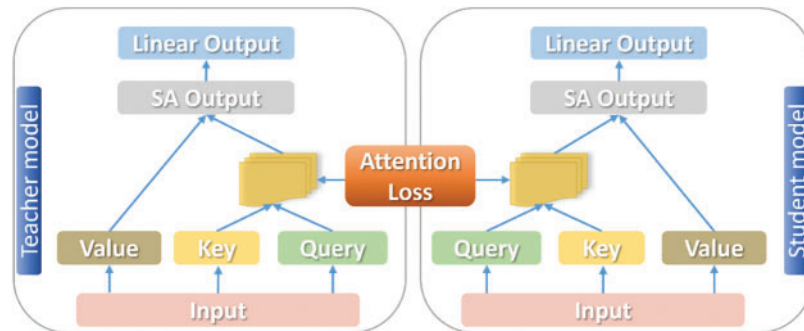 Linear Output
SA Output
Teacher model
Value
Key
Query
Input
Attention
Loss
Linear Output
SA Output
Student model
Query
Key
Value
Input